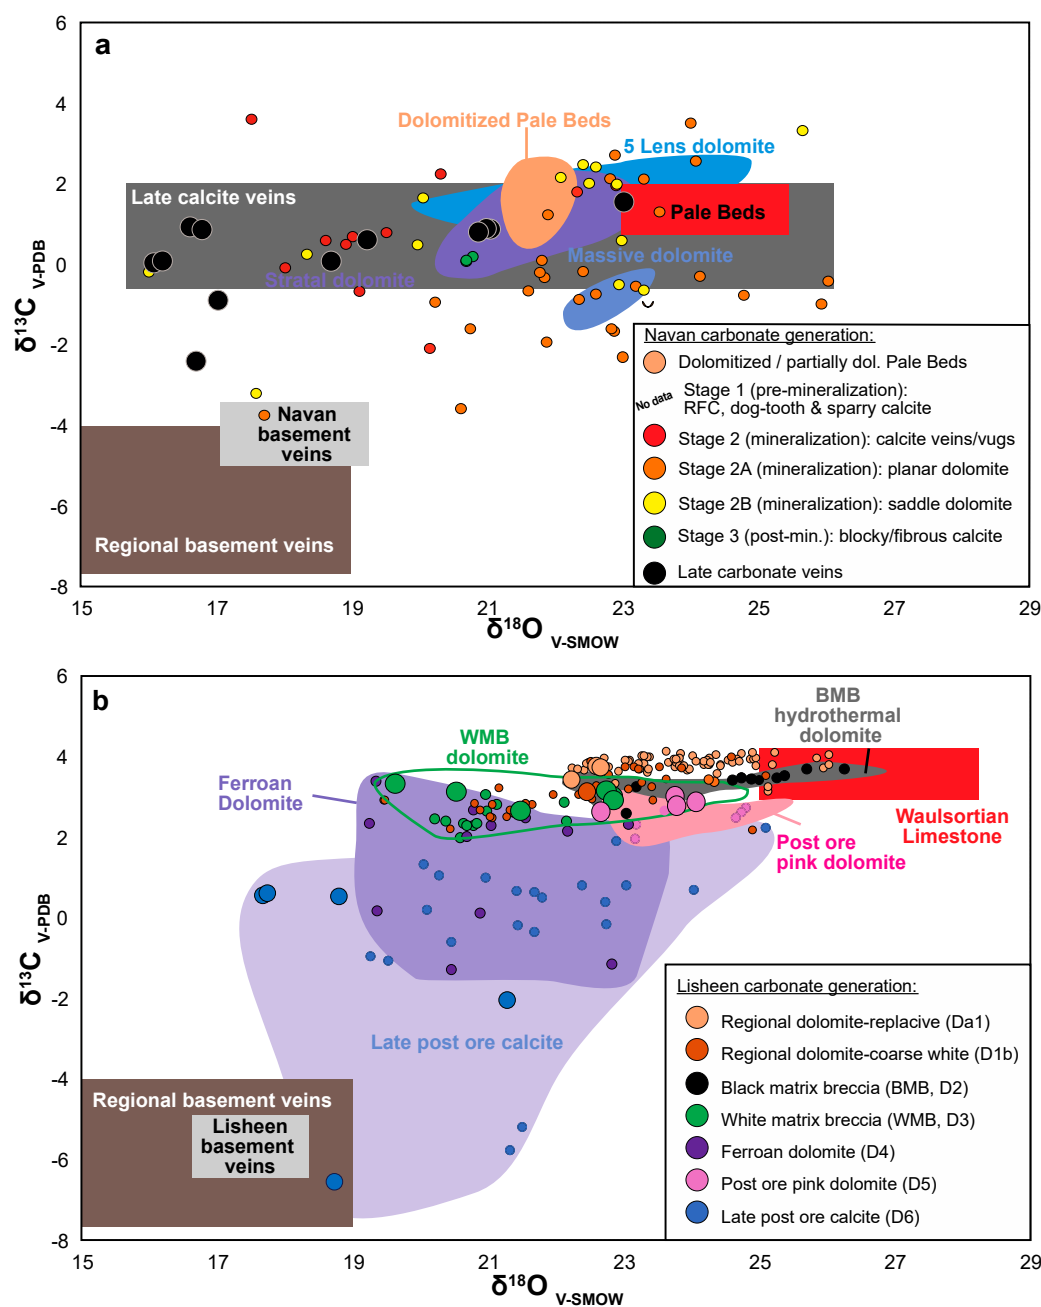 a
6
4
2
0
-2
-4
-6
-8
δ13C V-PDB
Dolomitized Pale Beds
5 Lens dolomite
Late calcite veins
Pale Beds
Massive dolomite
Stratal dolomite
Navan
basement
veins
Regional basement veins
Navan carbonate generation:
Dolomitized / partially dol. Pale Beds
No data
Stage 1 (pre-mineralization):
RFC, dog-tooth & sparry calcite
Stage 2 (mineralization): calcite veins/vugs
Stage 2A (mineralization): planar dolomite
Stage 2B (mineralization): saddle dolomite
Stage 3 (post-min.): blocky/fibrous calcite
Late carbonate veins
15 17 19 21 23 25 27 29
δ18O V-SMOW
b
6
4
2
0
-2
-4
-6
-8
δ13C V-PDB
BMB
hydrothermal
dolomite
WMB
dolomite
Ferroan
Dolomite
Waulsortian
Limestone
Post ore
pink dolomite
Late post ore calcite
Regional basement veins
Lisheen
basement
veins
Lisheen carbonate generation:
Regional dolomite-replacive (Da1)
Regional dolomite-coarse white (D1b)
Black matrix breccia (BMB, D2)
White matrix breccia (WMB, D3)
Ferroan dolomite (D4)
Post ore pink dolomite (D5)
Late post ore calcite (D6)
15 17 19 21 23 25 27 29
δ18O V-SMOW